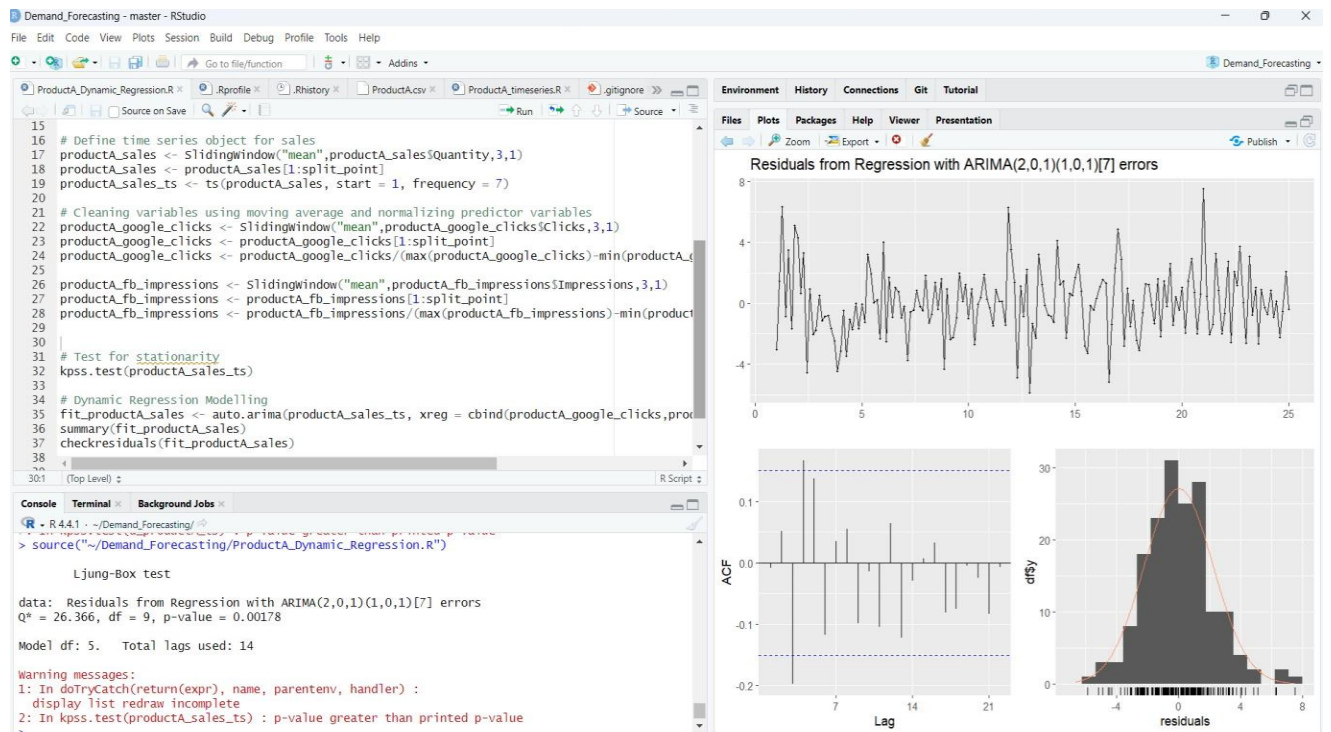 Demand_Forecasting - master - RStudio
File Edit Code View Plots Session Build Debug Profile Tools Help
Go to file/function Addins Demand_Forecasting
ProductA_Dynamic_Regression.R .Rprofile .Rhistory ProductA.csv ProductA_timeseries.R .gitignore
Source on Save Run Source
15
16 # Define time series object for sales
17 productA_sales <- SlidingWindow("mean",productA_sales$Quantity,3,1)
18 productA_sales <- productA_sales[1:split_point]
19 productA_sales_ts <- ts(productA_sales, start = 1, frequency = 7)
20
21 # Cleaning variables using moving average and normalizing predictor variables
22 productA_google_clicks <- SlidingWindow("mean",productA_google_clicks$Clicks,3,1)
23 productA_google_clicks <- productA_google_clicks[1:split_point]
24 productA_google_clicks <- productA_google_clicks/(max(productA_google_clicks)-min(productA_g
25
26 productA_fb_impressions <- SlidingWindow("mean",productA_fb_impressions$Impressions,3,1)
27 productA_fb_impressions <- productA_fb_impressions[1:split_point]
28 productA_fb_impressions <- productA_fb_impressions/(max(productA_fb_impressions)-min(product
29
30
31 # Test for stationarity
32 kpss.test(productA_sales_ts)
33
34 # Dynamic Regression Modelling
35 fit_productA_sales <- auto.arima(productA_sales_ts, xreg = cbind(productA_google_clicks,prod
36 summary(fit_productA_sales)
37 checkresiduals(fit_productA_sales)
38
30:1 (Top Level) R Script
Console Terminal Background Jobs
R 4.4.1 · ~/Demand_Forecasting/
> source("~/Demand_Forecasting/ProductA_Dynamic_Regression.R")
Ljung-Box test
data: Residuals from Regression with ARIMA(2,0,1)(1,0,1)[7] errors
Q* = 26.366, df = 9, p-value = 0.00178
Model df: 5. Total lags used: 14
Warning messages:
1: In doTryCatch(return(expr), name, parentenv, handler) :
display list redraw incomplete
2: In kpss.test(productA_sales_ts) : p-value greater than printed p-value
Environment History Connections Git Tutorial
Files Plots Packages Help Viewer Presentation
Zoom Export Publish
Residuals from Regression with ARIMA(2,0,1)(1,0,1)[7] errors
8
4
0
-4
0 5 10 15 20 25
ACF
0.1
0.0
-0.1
-0.2
7 14 21
Lag
df$y
30
20
10
0
-4 0 4 8
residuals